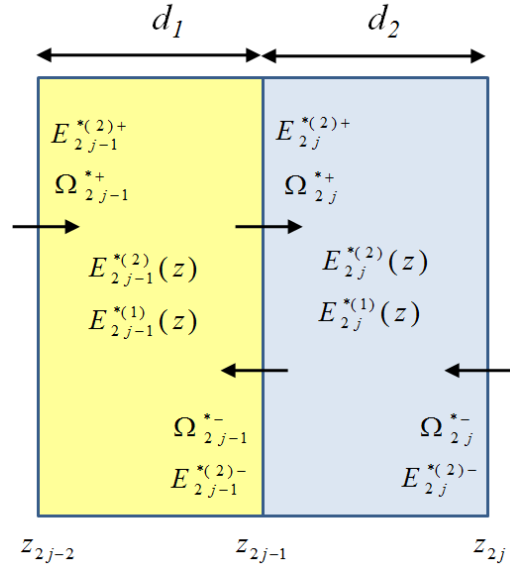 d₁ d₂
E*⁽²⁾⁺₂ⱼ₋₁ E*⁽²⁾⁺₂ⱼ
Ω*⁺₂ⱼ₋₁ Ω*⁺₂ⱼ
E*⁽²⁾₂ⱼ₋₁(z) E*⁽²⁾₂ⱼ(z)
E*⁽¹⁾₂ⱼ₋₁(z) E*⁽¹⁾₂ⱼ(z)
Ω*⁻₂ⱼ₋₁ Ω*⁻₂ⱼ
E*⁽²⁾⁻₂ⱼ₋₁ E*⁽²⁾⁻₂ⱼ
z₂ⱼ₋₂ z₂ⱼ₋₁ z₂ⱼ